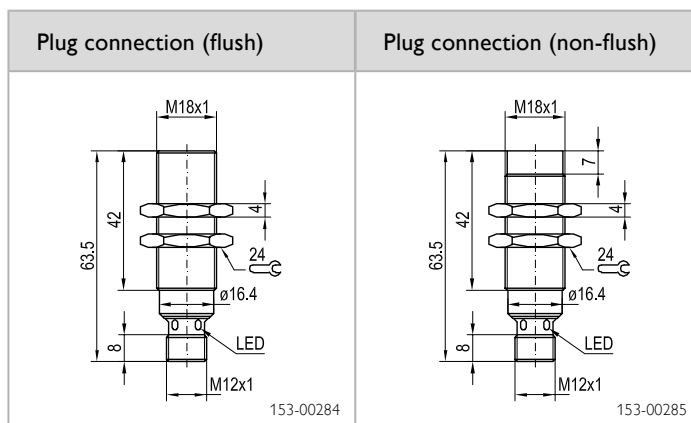 Plug connection (flush)
M18x1
63.5
42
4
24
ø16.4
LED
8
M12x1
153-00284
Plug connection (non-flush)
M18x1
7
63.5
42
4
24
ø16.4
LED
8
M12x1
153-00285